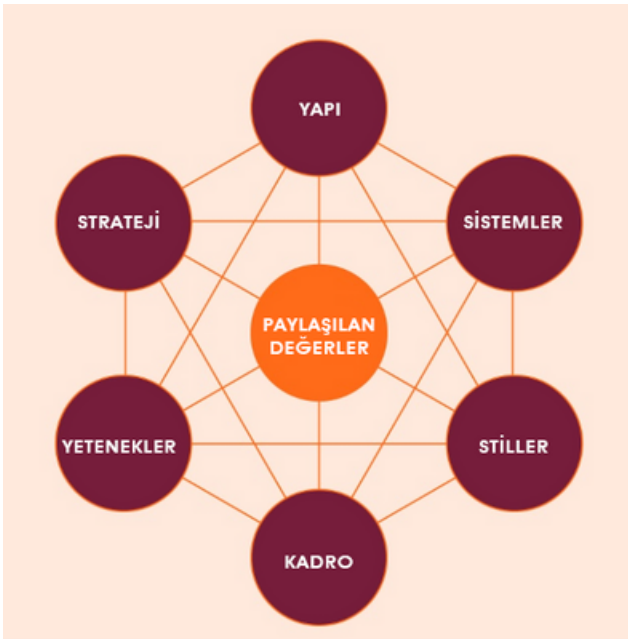 YAPI
STRATEJİ
SİSTEMLER
PAYLAŞILAN
DEĞERLER
YETENEKLER
STİLLER
KADRO